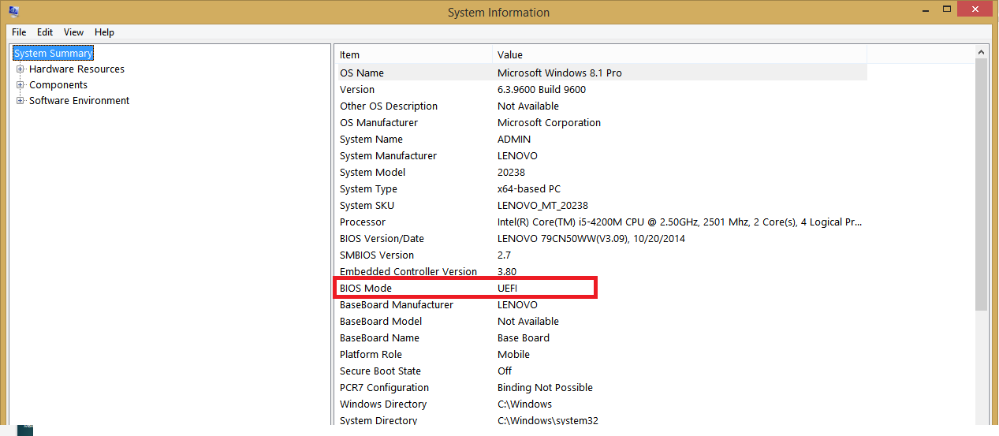 System Information
File Edit View Help
System Summary
Hardware Resources
Components
Software Environment
Item Value
OS Name Microsoft Windows 8.1 Pro
Version 6.3.9600 Build 9600
Other OS Description Not Available
OS Manufacturer Microsoft Corporation
System Name ADMIN
System Manufacturer LENOVO
System Model 20238
System Type x64-based PC
System SKU LENOVO_MT_20238
Processor Intel(R) Core(TM) i5-4200M CPU @ 2.50GHz, 2501 Mhz, 2 Core(s), 4 Logical Pr...
BIOS Version/Date LENOVO 79CN50WW(V3.09), 10/20/2014
SMBIOS Version 2.7
Embedded Controller Version 3.80
BIOS Mode UEFI
BaseBoard Manufacturer LENOVO
BaseBoard Model Not Available
BaseBoard Name Base Board
Platform Role Mobile
Secure Boot State Off
PCR7 Configuration Binding Not Possible
Windows Directory C:\Windows
System Directory C:\Windows\system32